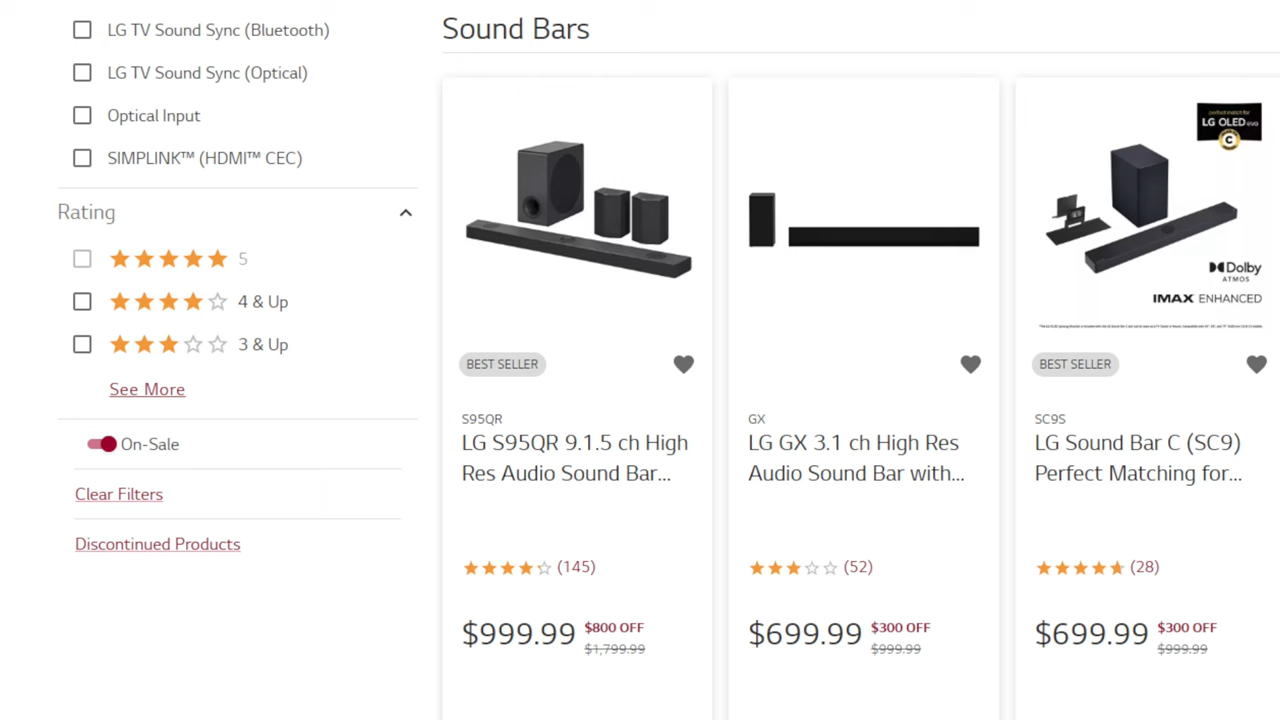 LG TV Sound Sync (Bluetooth)
LG TV Sound Sync (Optical)
Optical Input
SIMPLINK™ (HDMI™ CEC)
Rating
5
4 & Up
3 & Up
See More
On-Sale
Clear Filters
Discontinued Products
Sound Bars
BEST SELLER
S95QR
LG S95QR 9.1.5 ch High
Res Audio Sound Bar...
(145)
$999.99
$800 OFF
$1,799.99
GX
LG GX 3.1 ch High Res
Audio Sound Bar with...
(52)
$699.99
$300 OFF
$999.99
perfect match for
LG OLED evo
C
Dolby
ATMOS
IMAX ENHANCED
BEST SELLER
SC9S
LG Sound Bar C (SC9)
Perfect Matching for...
(28)
$699.99
$300 OFF
$999.99